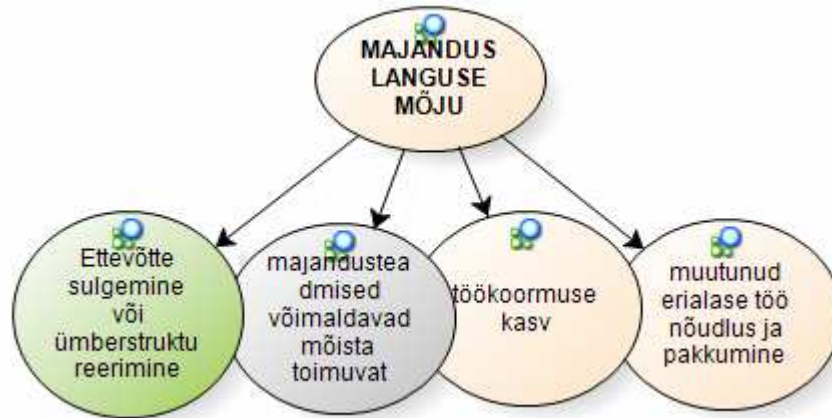 MAJANDUS
LANGUSE
MÕJU
Ettevõtte
sulgemine
või
ümberstruktu
reerimine
majandustea
dmised
võimaldavad
mõista
toimuvat
töökoormuse
kasv
muutunud
erialase töö
nõudlus ja
pakkumine